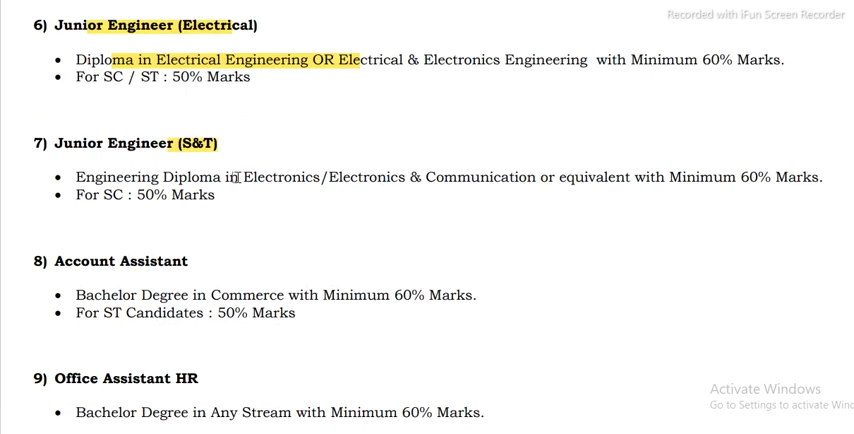 Recorded with iFun Screen Recorder
6) Junior Engineer (Electrical)
• Diploma in Electrical Engineering OR Electrical & Electronics Engineering with Minimum 60% Marks.
• For SC / ST : 50% Marks
7) Junior Engineer (S&T)
• Engineering Diploma in Electronics/Electronics & Communication or equivalent with Minimum 60% Marks.
• For SC : 50% Marks
8) Account Assistant
• Bachelor Degree in Commerce with Minimum 60% Marks.
• For ST Candidates : 50% Marks
9) Office Assistant HR
Activate Windows
Go to Settings to activate Winc
• Bachelor Degree in Any Stream with Minimum 60% Marks.